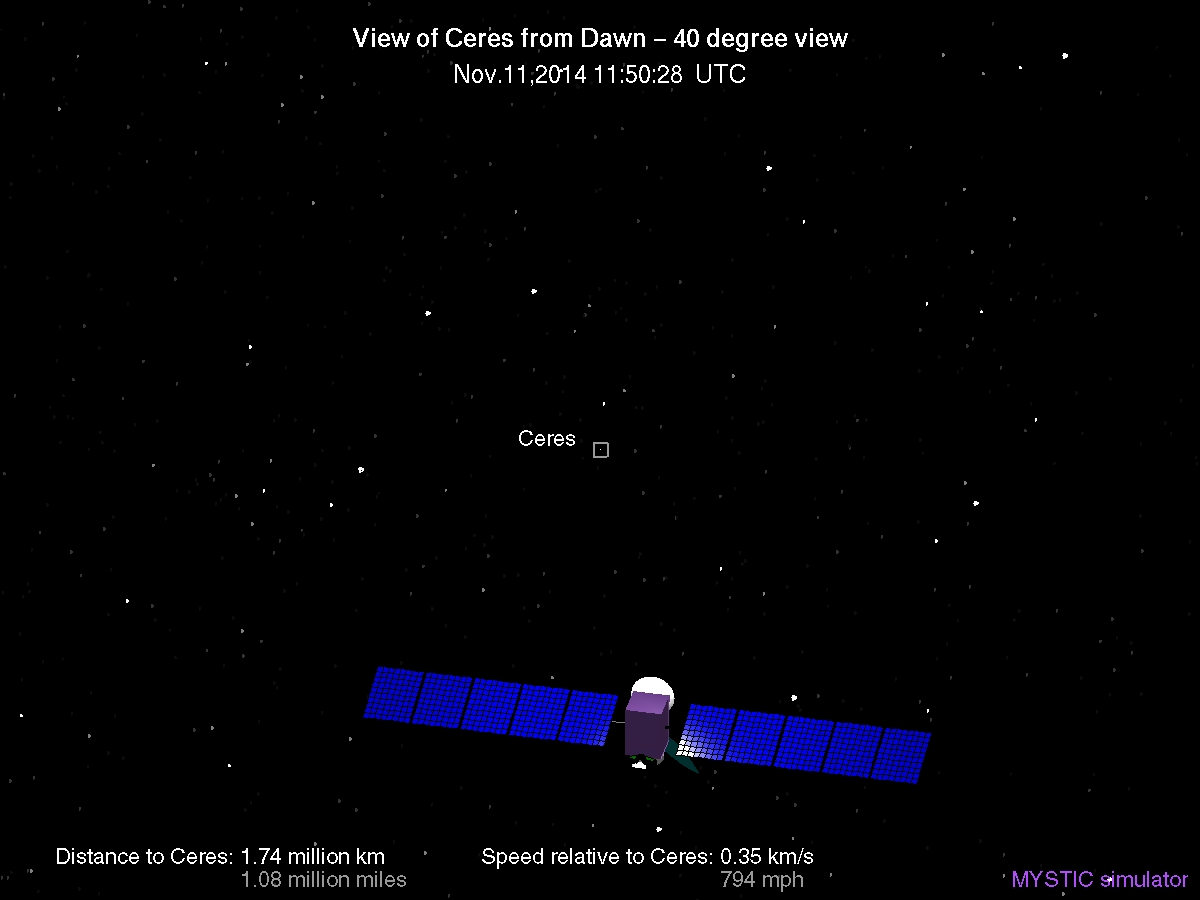 View of Ceres from Dawn – 40 degree view
Nov.11,2014 11:50:28 UTC
Ceres
Distance to Ceres: 1.74 million km
1.08 million miles
Speed relative to Ceres: 0.35 km/s
794 mph
MYSTIC simulator